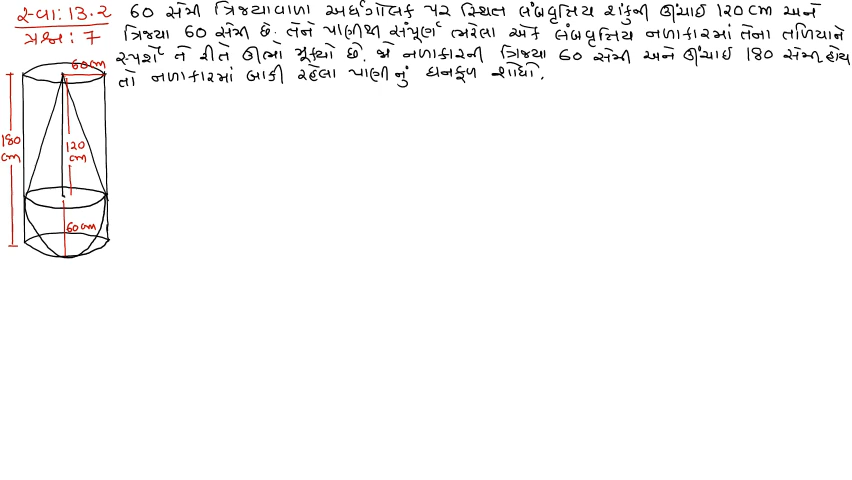 સ્વા: 13.2
પ્રશ્ન: 7
60 સેમી ત્રિજ્યાવાળા અર્ધગોલક પર સ્થિત લંબવૃત્તિય શંકુની ઊંચાઇ 120 cm અને
ત્રિજ્યા 60 સેમી છે. તેને પાણીથી સંપૂર્ણ ભરેલા એક લંબવૃત્તિય નળાકારમાં તેના તળિયાને
સ્પર્શે તે રીતે ઊભો મૂક્યો છે. જો નળાકારની ત્રિજ્યા 60 સેમી અને ઊંચાઇ 180 સેમી હોય
તો નળાકારમાં બાકી રહેલા પાણીનું ઘનફળ શોધો.
60cm
180
cm
120
cm
60cm